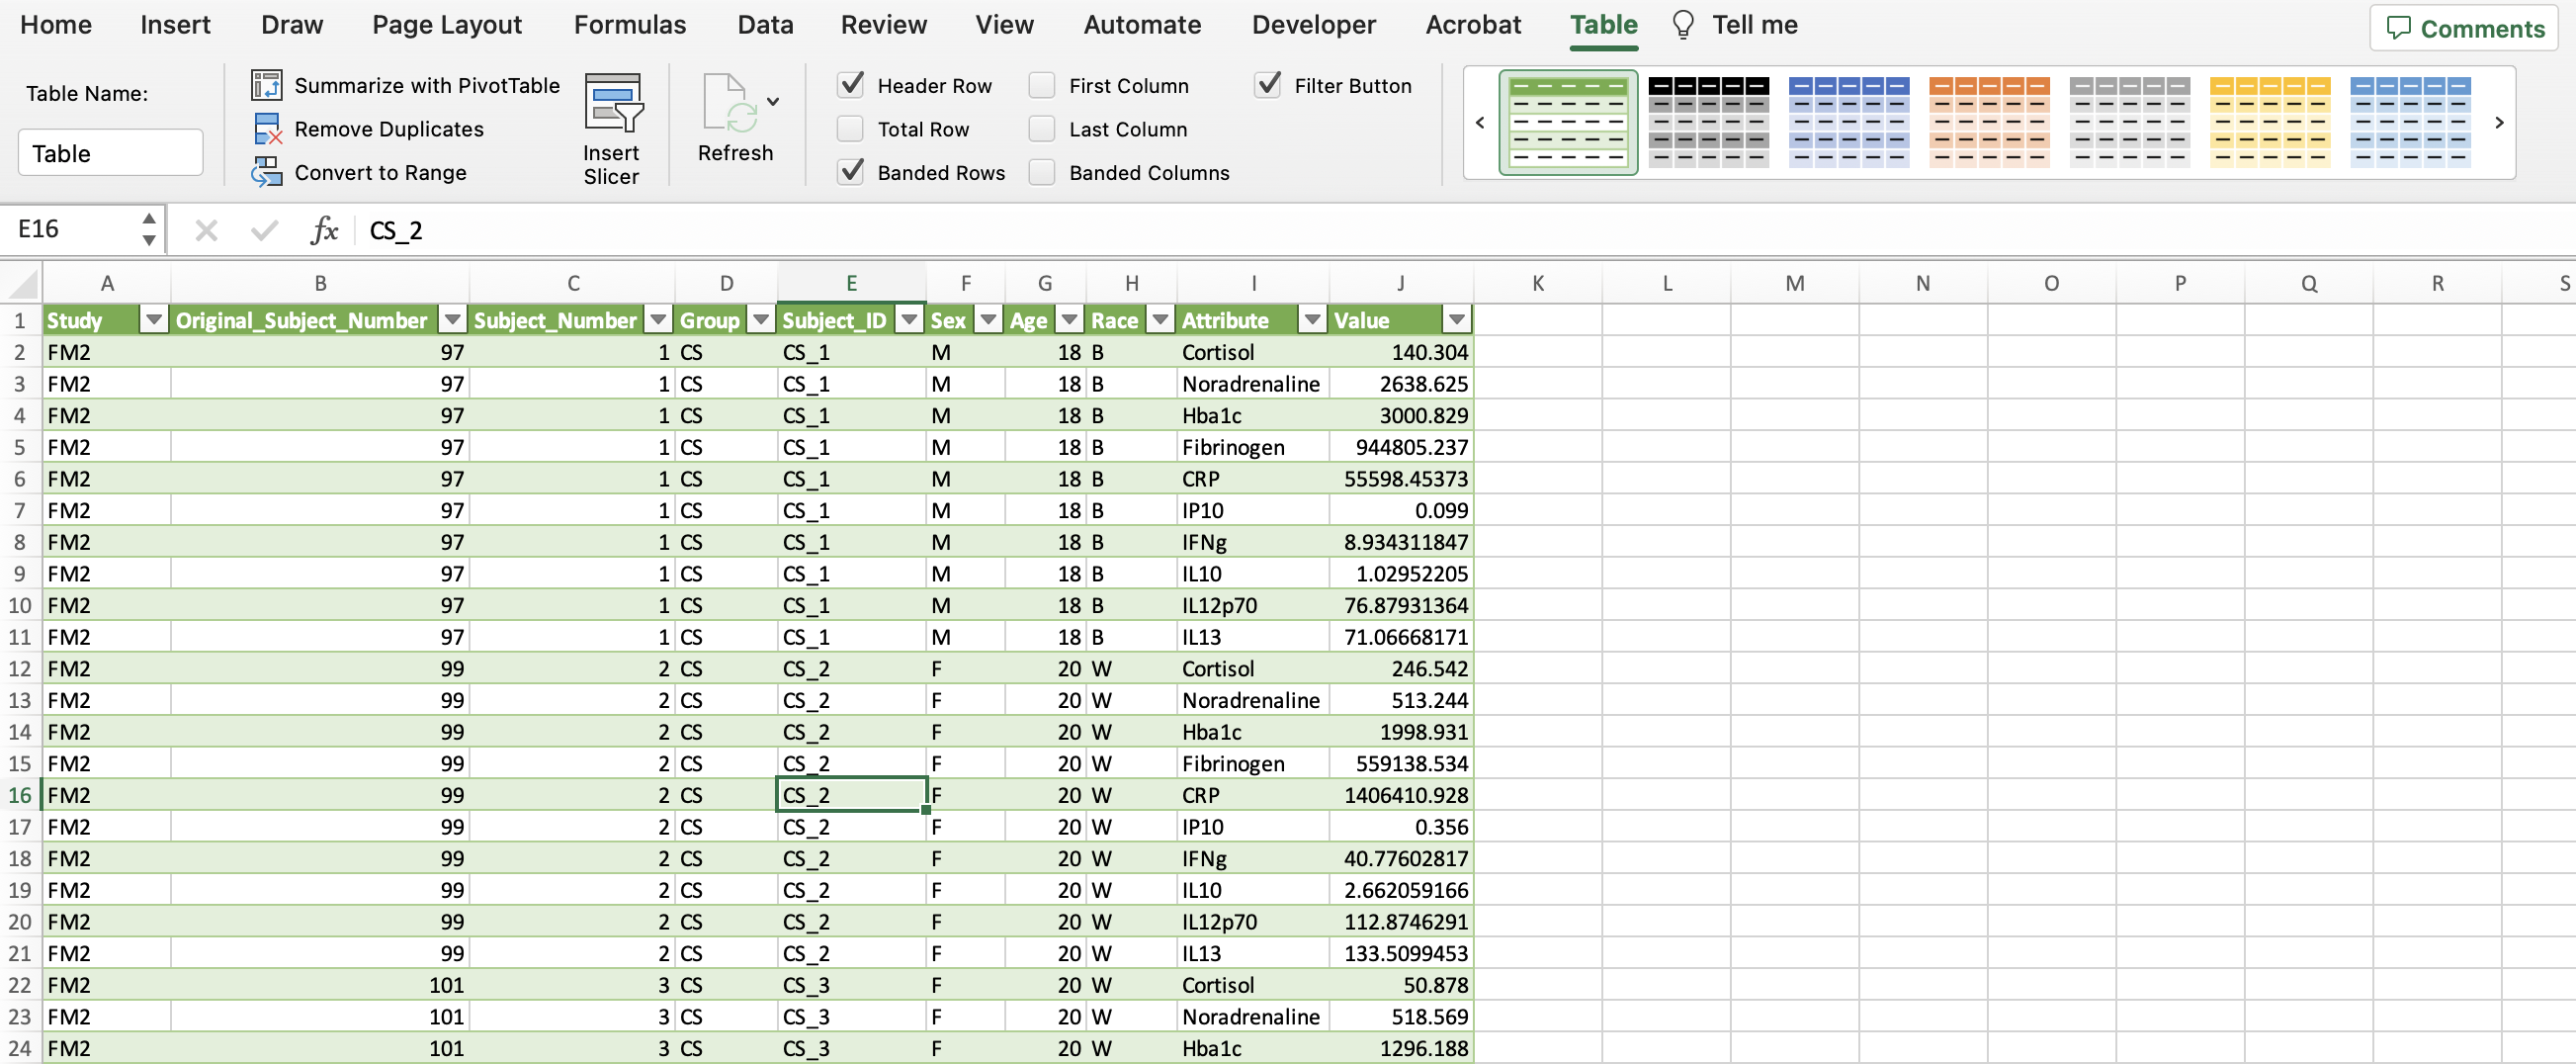 Home Insert Draw Page Layout Formulas Data Review View Automate Developer Acrobat Table Tell me Comments
Table Name:
Table
Summarize with PivotTable
Remove Duplicates
Convert to Range
Insert
Slicer
Refresh
Header Row First Column Filter Button
Total Row Last Column
Banded Rows Banded Columns
E16 fx CS_2
A B C D E F G H I J K L M N O P Q R S
1 Study Original_Subject_Number Subject_Number Group Subject_ID Sex Age Race Attribute Value
2 FM2 97 1 CS CS_1 M 18 B Cortisol 140.304
3 FM2 97 1 CS CS_1 M 18 B Noradrenaline 2638.625
4 FM2 97 1 CS CS_1 M 18 B Hba1c 3000.829
5 FM2 97 1 CS CS_1 M 18 B Fibrinogen 944805.237
6 FM2 97 1 CS CS_1 M 18 B CRP 55598.45373
7 FM2 97 1 CS CS_1 M 18 B IP10 0.099
8 FM2 97 1 CS CS_1 M 18 B IFNg 8.934311847
9 FM2 97 1 CS CS_1 M 18 B IL10 1.02952205
10 FM2 97 1 CS CS_1 M 18 B IL12p70 76.87931364
11 FM2 97 1 CS CS_1 M 18 B IL13 71.06668171
12 FM2 99 2 CS CS_2 F 20 W Cortisol 246.542
13 FM2 99 2 CS CS_2 F 20 W Noradrenaline 513.244
14 FM2 99 2 CS CS_2 F 20 W Hba1c 1998.931
15 FM2 99 2 CS CS_2 F 20 W Fibrinogen 559138.534
16 FM2 99 2 CS CS_2 F 20 W CRP 1406410.928
17 FM2 99 2 CS CS_2 F 20 W IP10 0.356
18 FM2 99 2 CS CS_2 F 20 W IFNg 40.77602817
19 FM2 99 2 CS CS_2 F 20 W IL10 2.662059166
20 FM2 99 2 CS CS_2 F 20 W IL12p70 112.8746291
21 FM2 99 2 CS CS_2 F 20 W IL13 133.5099453
22 FM2 101 3 CS CS_3 F 20 W Cortisol 50.878
23 FM2 101 3 CS CS_3 F 20 W Noradrenaline 518.569
24 FM2 101 3 CS CS_3 F 20 W Hba1c 1296.188